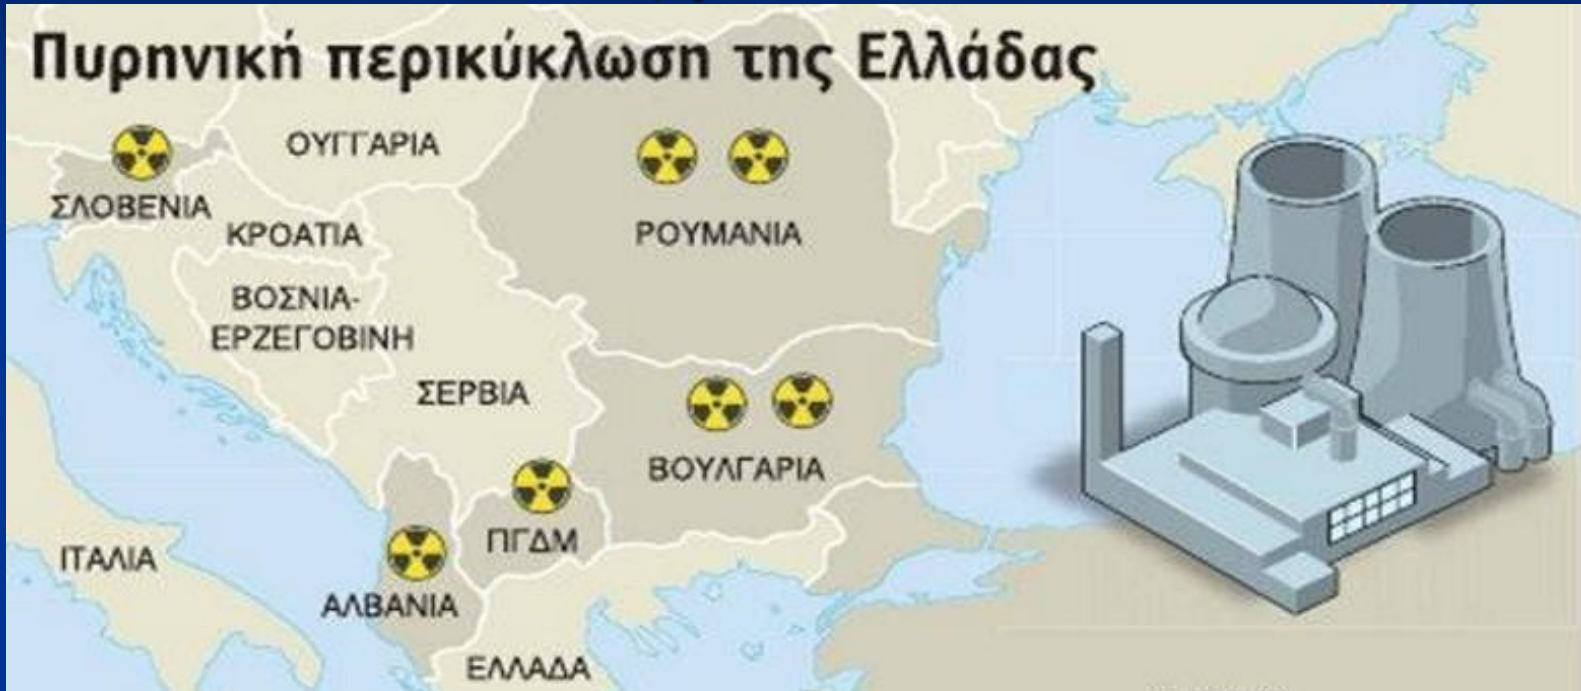 Πυρηνική περικύκλωση της Ελλάδας
ΟΥΓΓΑΡΙΑ
ΣΛΟΒΕΝΙΑ
ΚΡΟΑΤΙΑ
ΡΟΥΜΑΝΙΑ
ΒΟΣΝΙΑ-
ΕΡΖΕΓΟΒΙΝΗ
ΣΕΡΒΙΑ
ΒΟΥΛΓΑΡΙΑ
ΠΓΔΜ
ΙΤΑΛΙΑ
ΑΛΒΑΝΙΑ
ΕΛΛΑΔΑ